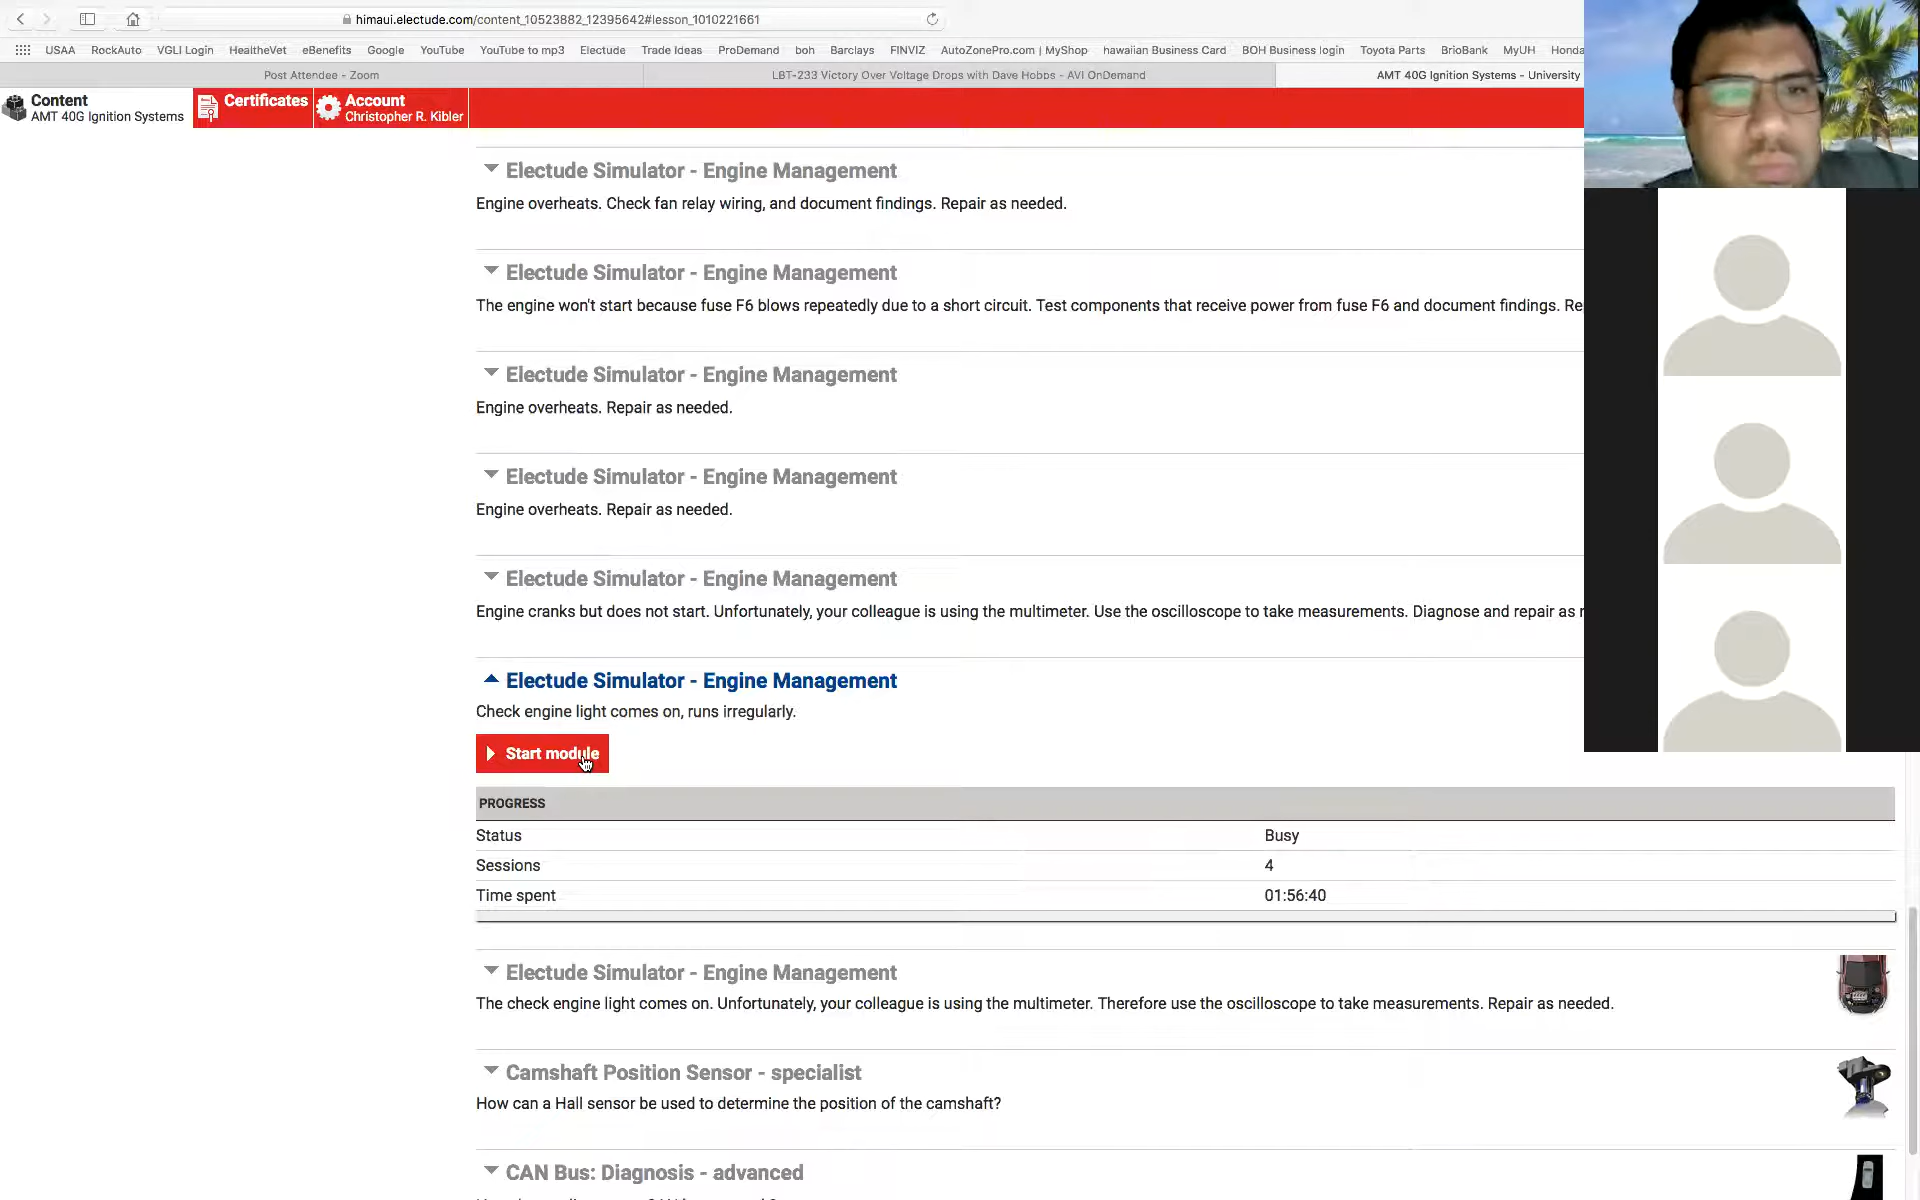 himaui.electude.com/content_10523882_12395642#lesson_1010221661
USAA RockAuto VGLI Login HealtheVet eBenefits Google YouTube YouTube to mp3 Electude Trade Ideas ProDemand boh Barclays FINVIZ AutoZonePro.com | MyShop hawaiian Business Card BOH Business login Toyota Parts BrioBank MyUH Honda
Post Attendee - Zoom LBT-233 Victory Over Voltage Drops with Dave Hobbs - AVI OnDemand AMT 40G Ignition Systems - University
Content Certificates Account
AMT 40G Ignition Systems Christopher R. Kibler
Electude Simulator - Engine Management
Engine overheats. Check fan relay wiring, and document findings. Repair as needed.
Electude Simulator - Engine Management
The engine won't start because fuse F6 blows repeatedly due to a short circuit. Test components that receive power from fuse F6 and document findings.
Electude Simulator - Engine Management
Engine overheats. Repair as needed.
Electude Simulator - Engine Management
Engine overheats. Repair as needed.
Electude Simulator - Engine Management
Engine cranks but does not start. Unfortunately, your colleague is using the multimeter. Use the oscilloscope to take measurements. Diagnose and repair as
Electude Simulator - Engine Management
Check engine light comes on, runs irregularly.
Start module
PROGRESS
Status Busy
Sessions 4
Time spent 01:56:40
Electude Simulator - Engine Management
The check engine light comes on. Unfortunately, your colleague is using the multimeter. Therefore use the oscilloscope to take measurements. Repair as needed.
Camshaft Position Sensor - specialist
How can a Hall sensor be used to determine the position of the camshaft?
CAN Bus: Diagnosis - advanced